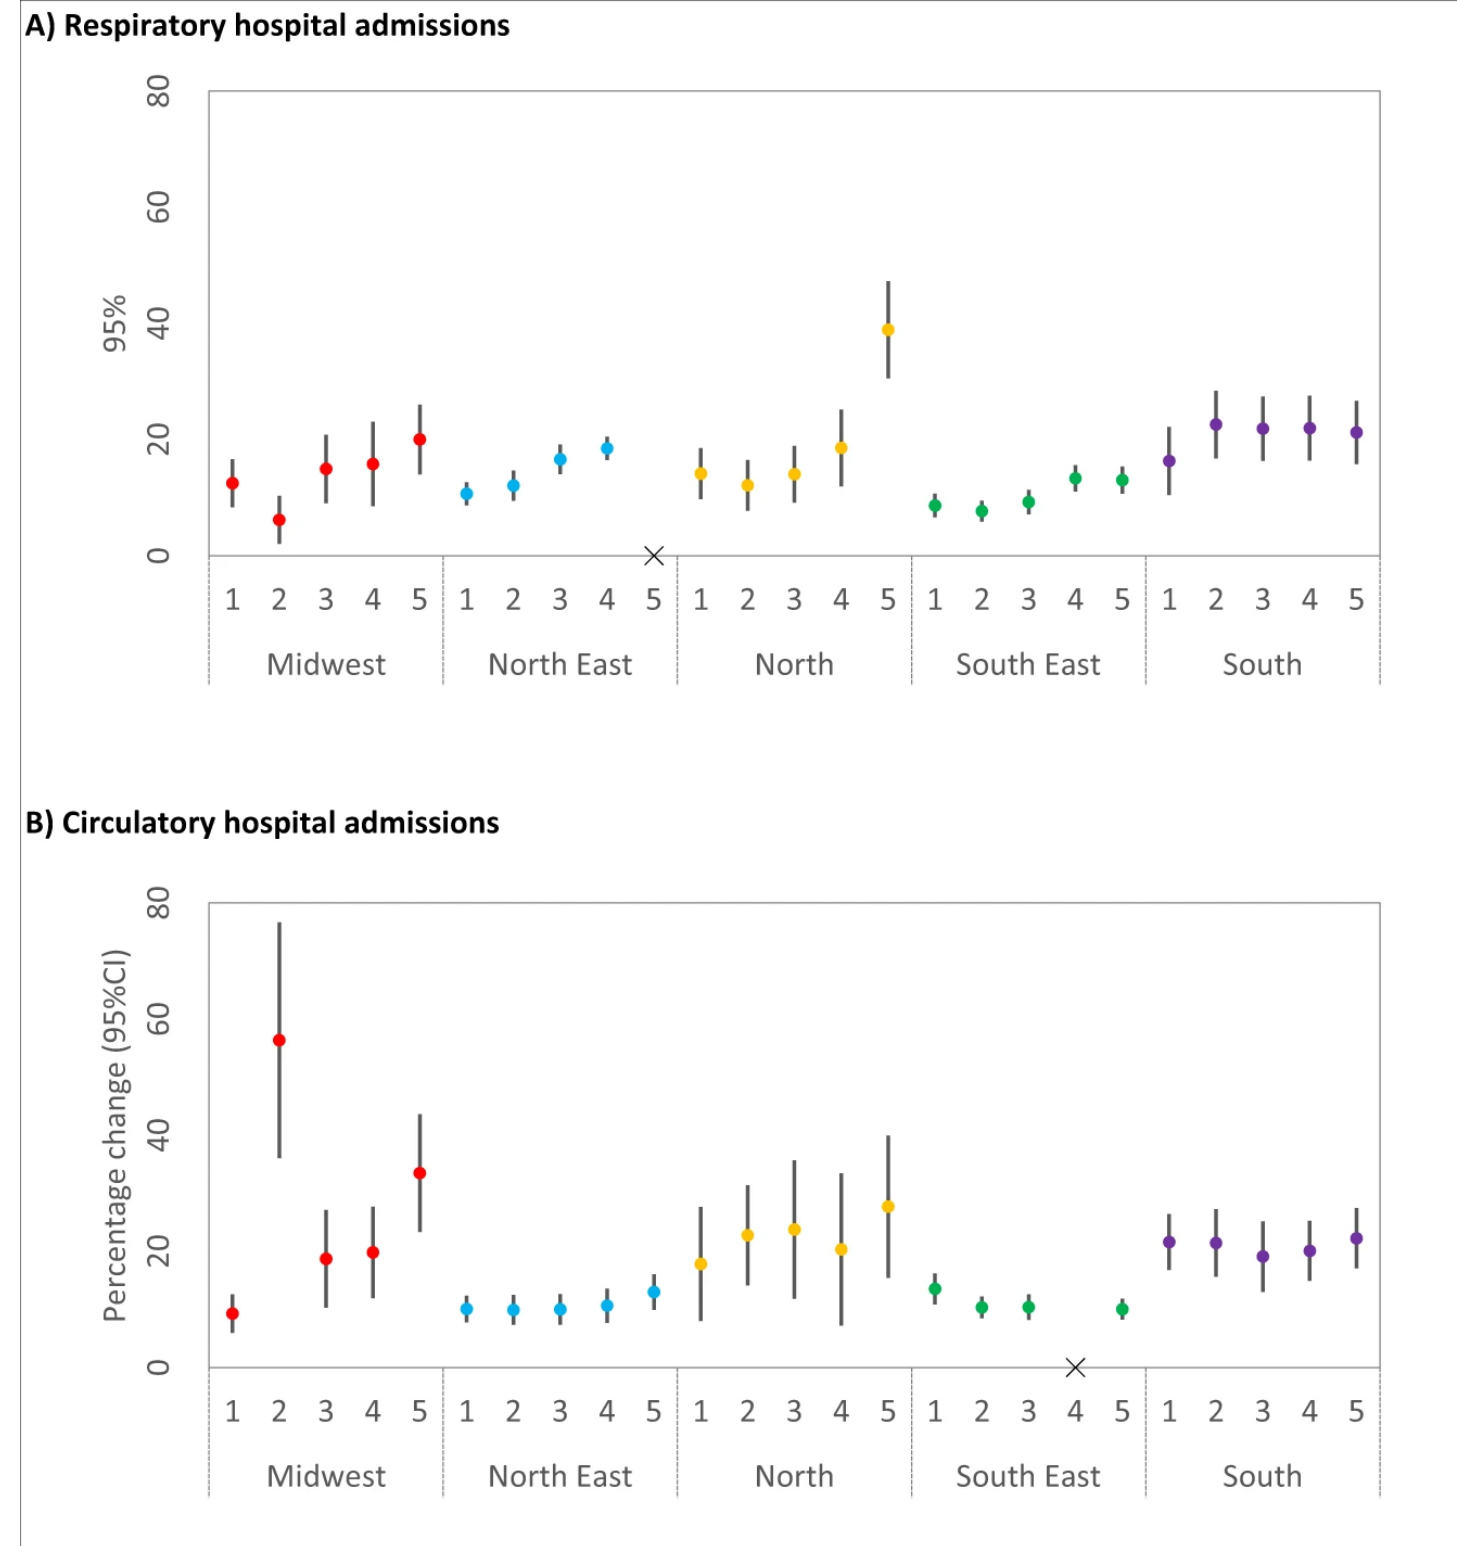 A) Respiratory hospital admissions
80
60
40
20
0
95%
1 2 3 4 5 1 2 3 4 5 1 2 3 4 5 1 2 3 4 5 1 2 3 4 5
Midwest North East North South East South
B) Circulatory hospital admissions
80
60
40
20
0
Percentage change (95%CI)
1 2 3 4 5 1 2 3 4 5 1 2 3 4 5 1 2 3 4 5 1 2 3 4 5
Midwest North East North South East South